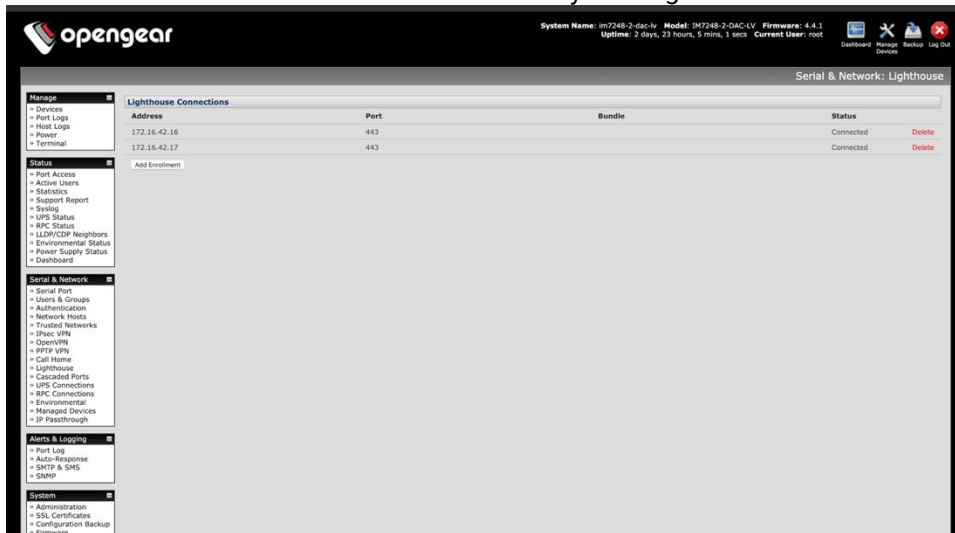 opengear
System Name: im7248-2-dac-lv Model: IM7248-2-DAC-LV Firmware: 4.4.1
Uptime: 2 days, 23 hours, 5 mins, 1 secs Current User: root
Dashboard Manage Devices Backup Log Out
Serial & Network: Lighthouse
Manage
Devices
Port Logs
Host Logs
Power
Terminal
Status
Port Access
Active Users
Statistics
Support Report
Syslog
UPS Status
RPC Status
LLDP/CDP Neighbors
Environmental Status
Power Supply Status
Dashboard
Serial & Network
Serial Port
Users & Groups
Authentication
Network Hosts
Trusted Networks
IPsec VPN
OpenVPN
PPTP VPN
Call Home
Lighthouse
Cascaded Ports
UPS Connections
RPC Connections
Environmental
Managed Devices
IP Passthrough
Alerts & Logging
Port Log
Auto-Response
SMTP & SMS
SNMP
System
Administration
SSL Certificates
Configuration Backup
Firmware
Lighthouse Connections
Address Port Bundle Status
172.16.42.16 443 Connected Delete
172.16.42.17 443 Connected Delete
Add Enrollment